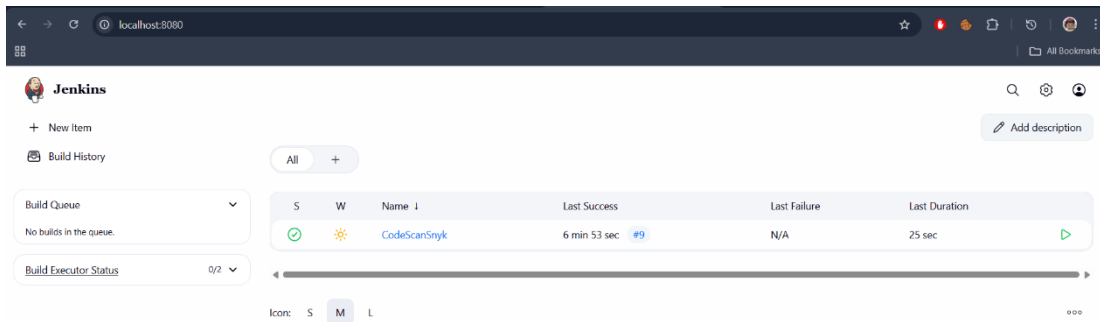 localhost:8080
All Bookmarks
Jenkins
New Item
Add description
Build History
All +
Build Queue
No builds in the queue.
S W Name ↓ Last Success Last Failure Last Duration
CodeScanSnyk 6 min 53 sec #9 N/A 25 sec
Build Executor Status 0/2
Icon: S M L